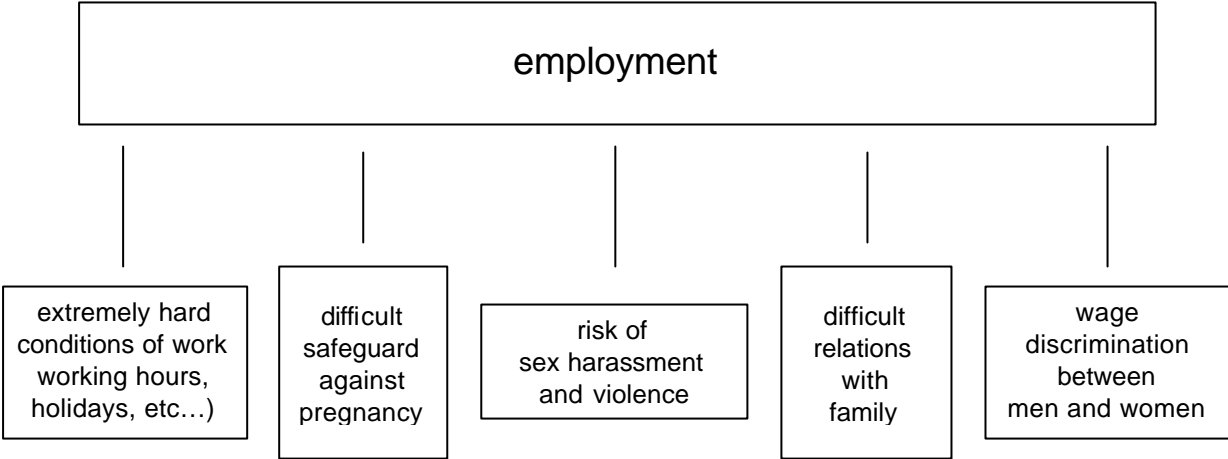 employment
extremely hard
conditions of work
working hours,
holidays, etc…)
difficult
safeguard
against
pregnancy
risk of
sex harassment
and violence
difficult
relations
with
family
wage
discrimination
between
men and women